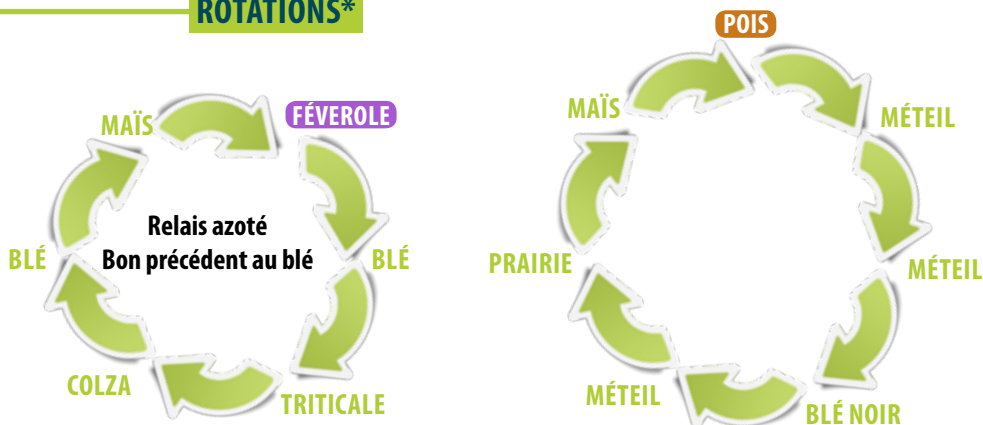 ROTATIONS*
MAÏS
FÉVEROLE
Relais azoté
Bon précédent au blé
BLÉ
BLÉ
COLZA
TRITICALE
POIS
MAÏS
MÉTEIL
PRAIRIE
MÉTEIL
MÉTEIL
BLÉ NOIR